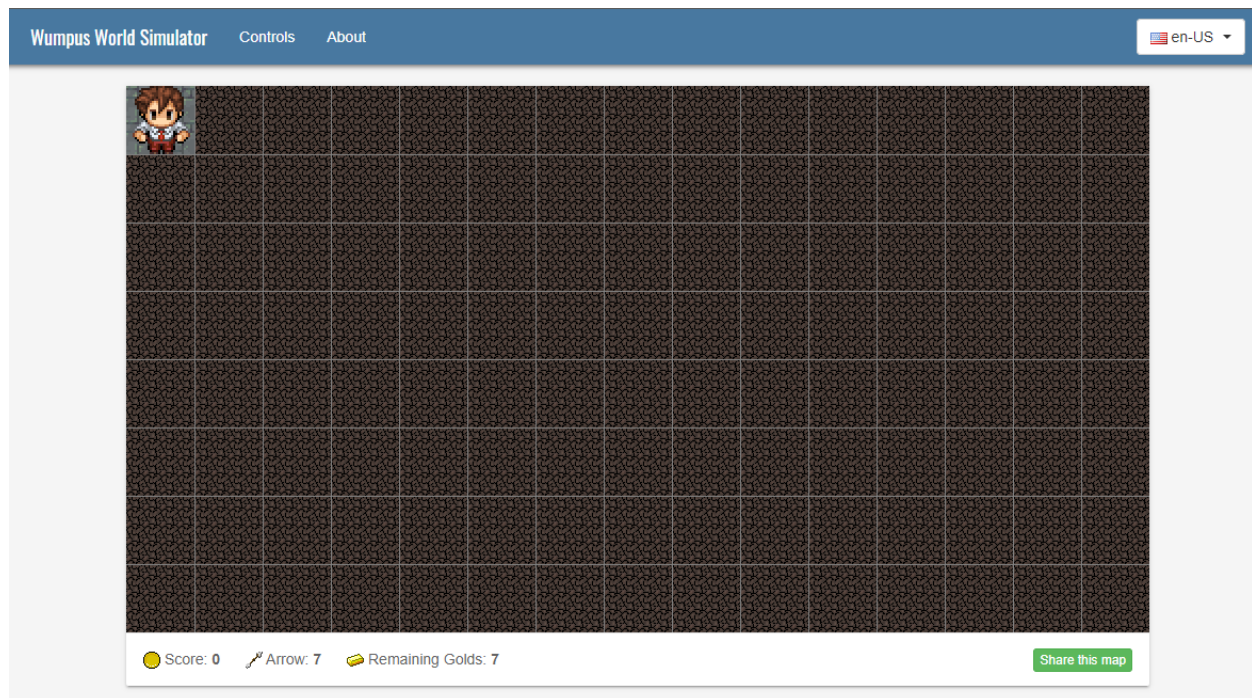 Wumpus World Simulator Controls About en-US
Score: 0 Arrow: 7 Remaining Golds: 7 Share this map